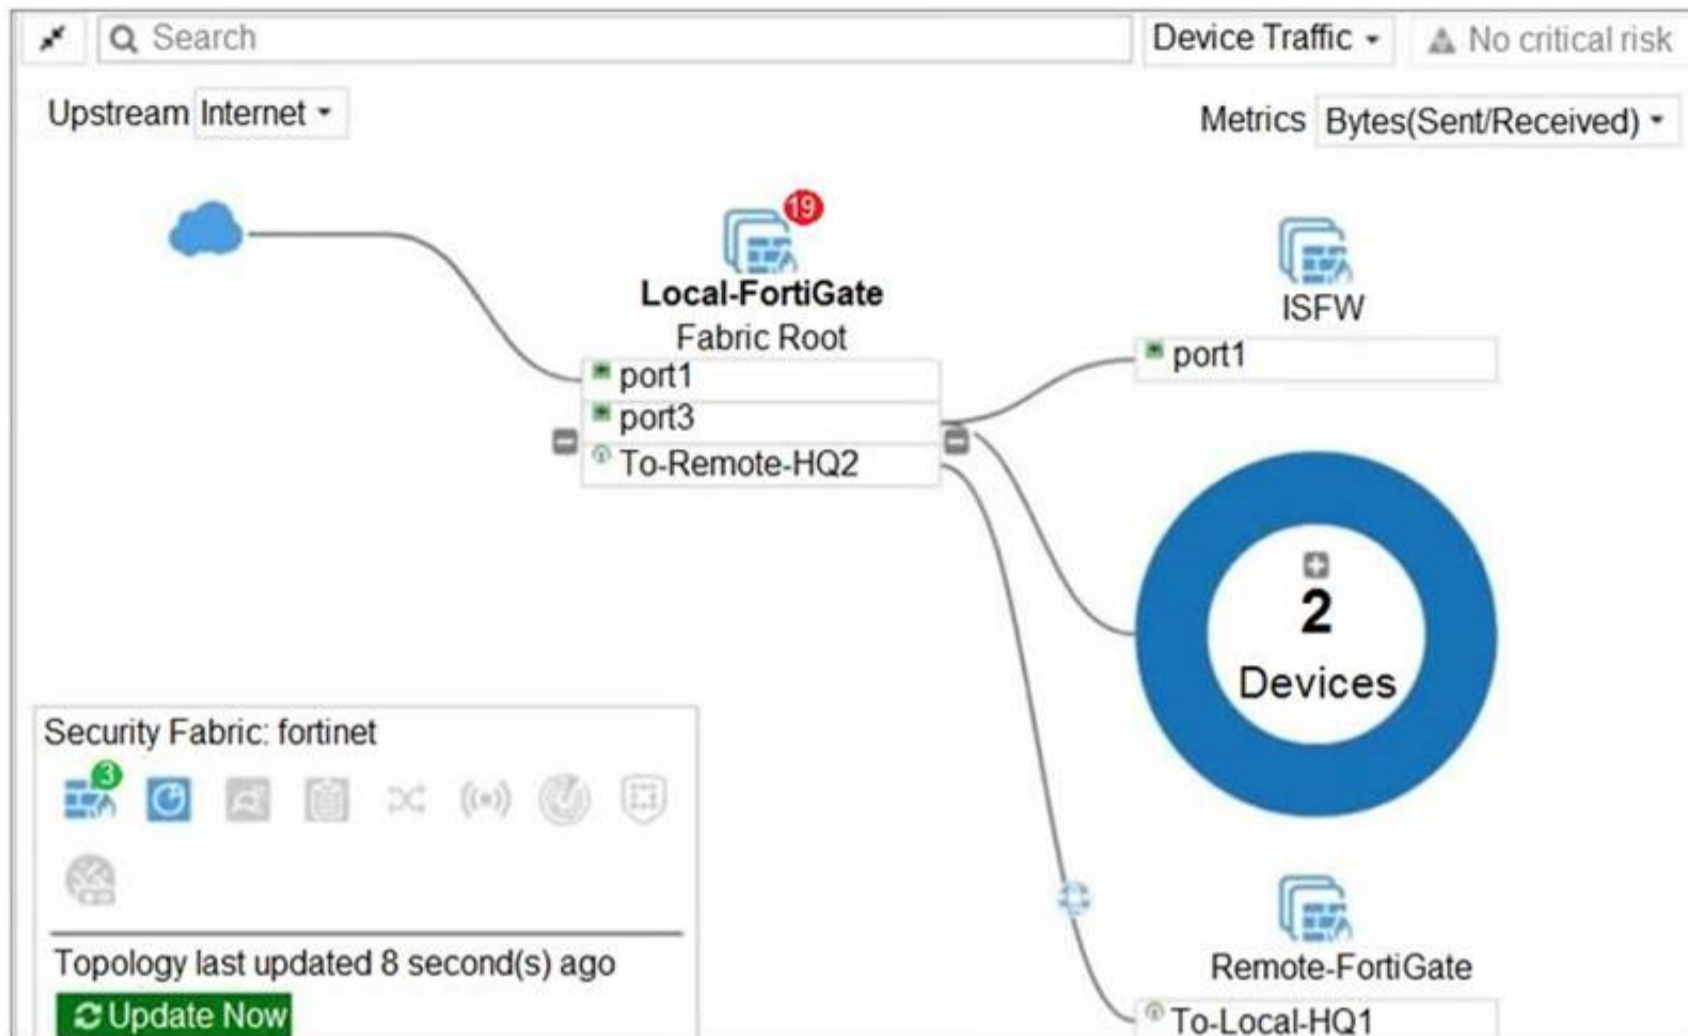 Search
Device Traffic
No critical risk
Upstream Internet
Metrics Bytes(Sent/Received)
19
Local-FortiGate
Fabric Root
port1
port3
To-Remote-HQ2
ISFW
port1
2
Devices
Remote-FortiGate
To-Local-HQ1
Security Fabric: fortinet
3
Topology last updated 8 second(s) ago
Update Now